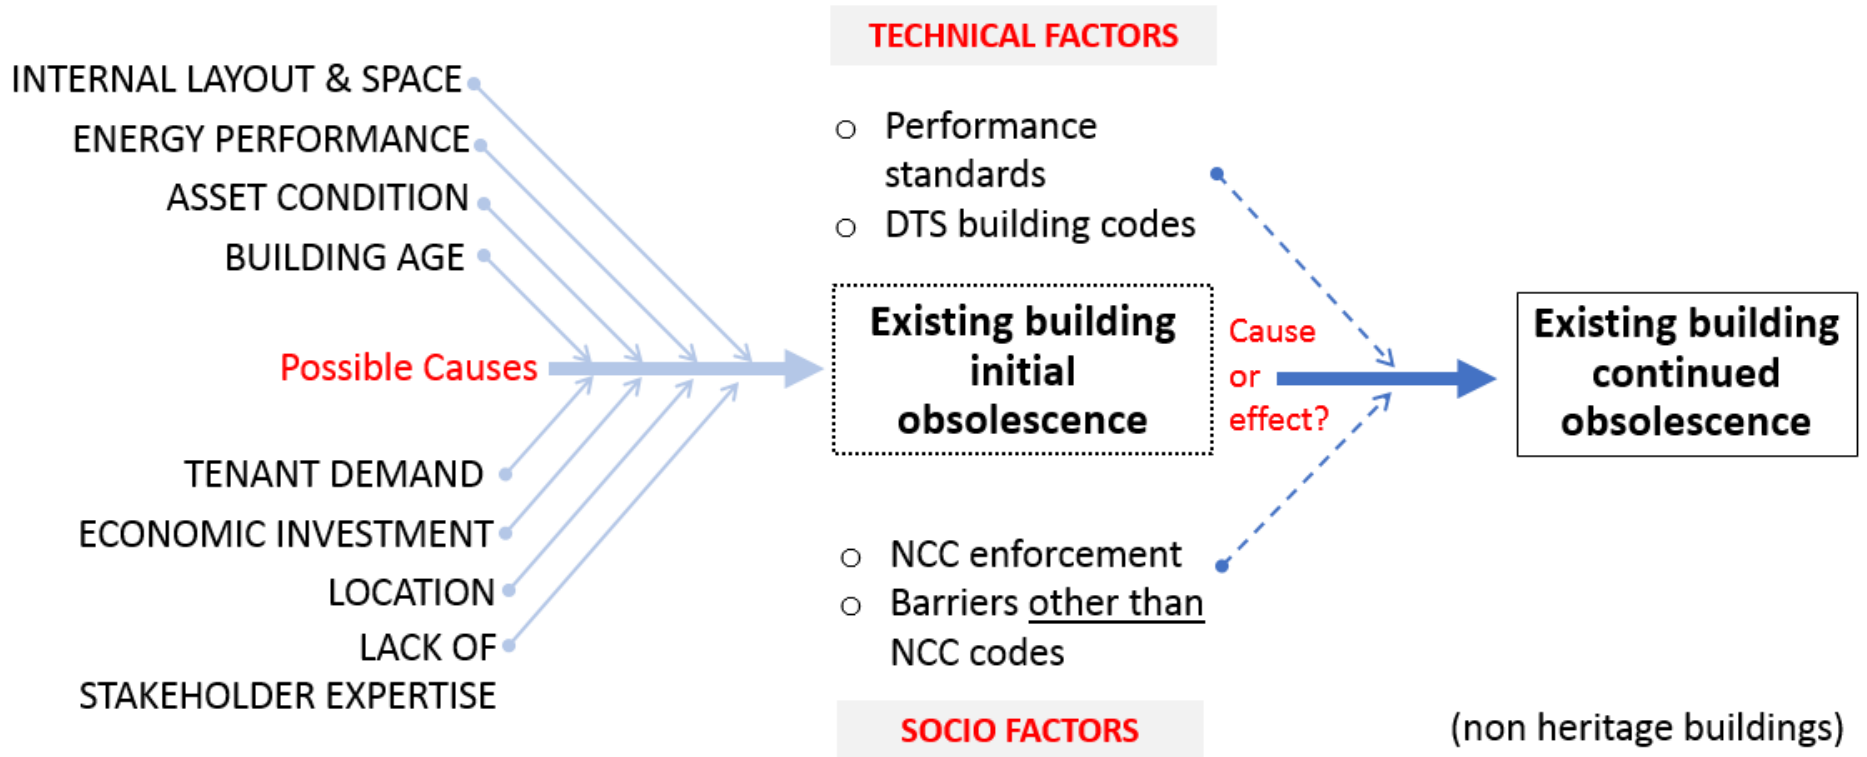 INTERNAL LAYOUT & SPACE
ENERGY PERFORMANCE
ASSET CONDITION
BUILDING AGE
Possible Causes
TENANT DEMAND
ECONOMIC INVESTMENT
LOCATION
LACK OF
STAKEHOLDER EXPERTISE
TECHNICAL FACTORS
o Performance
standards
o DTS building codes
Existing building
initial
obsolescence
o NCC enforcement
o Barriers other than
NCC codes
SOCIO FACTORS
Cause
or
effect?
Existing building
continued
obsolescence
(non heritage buildings)